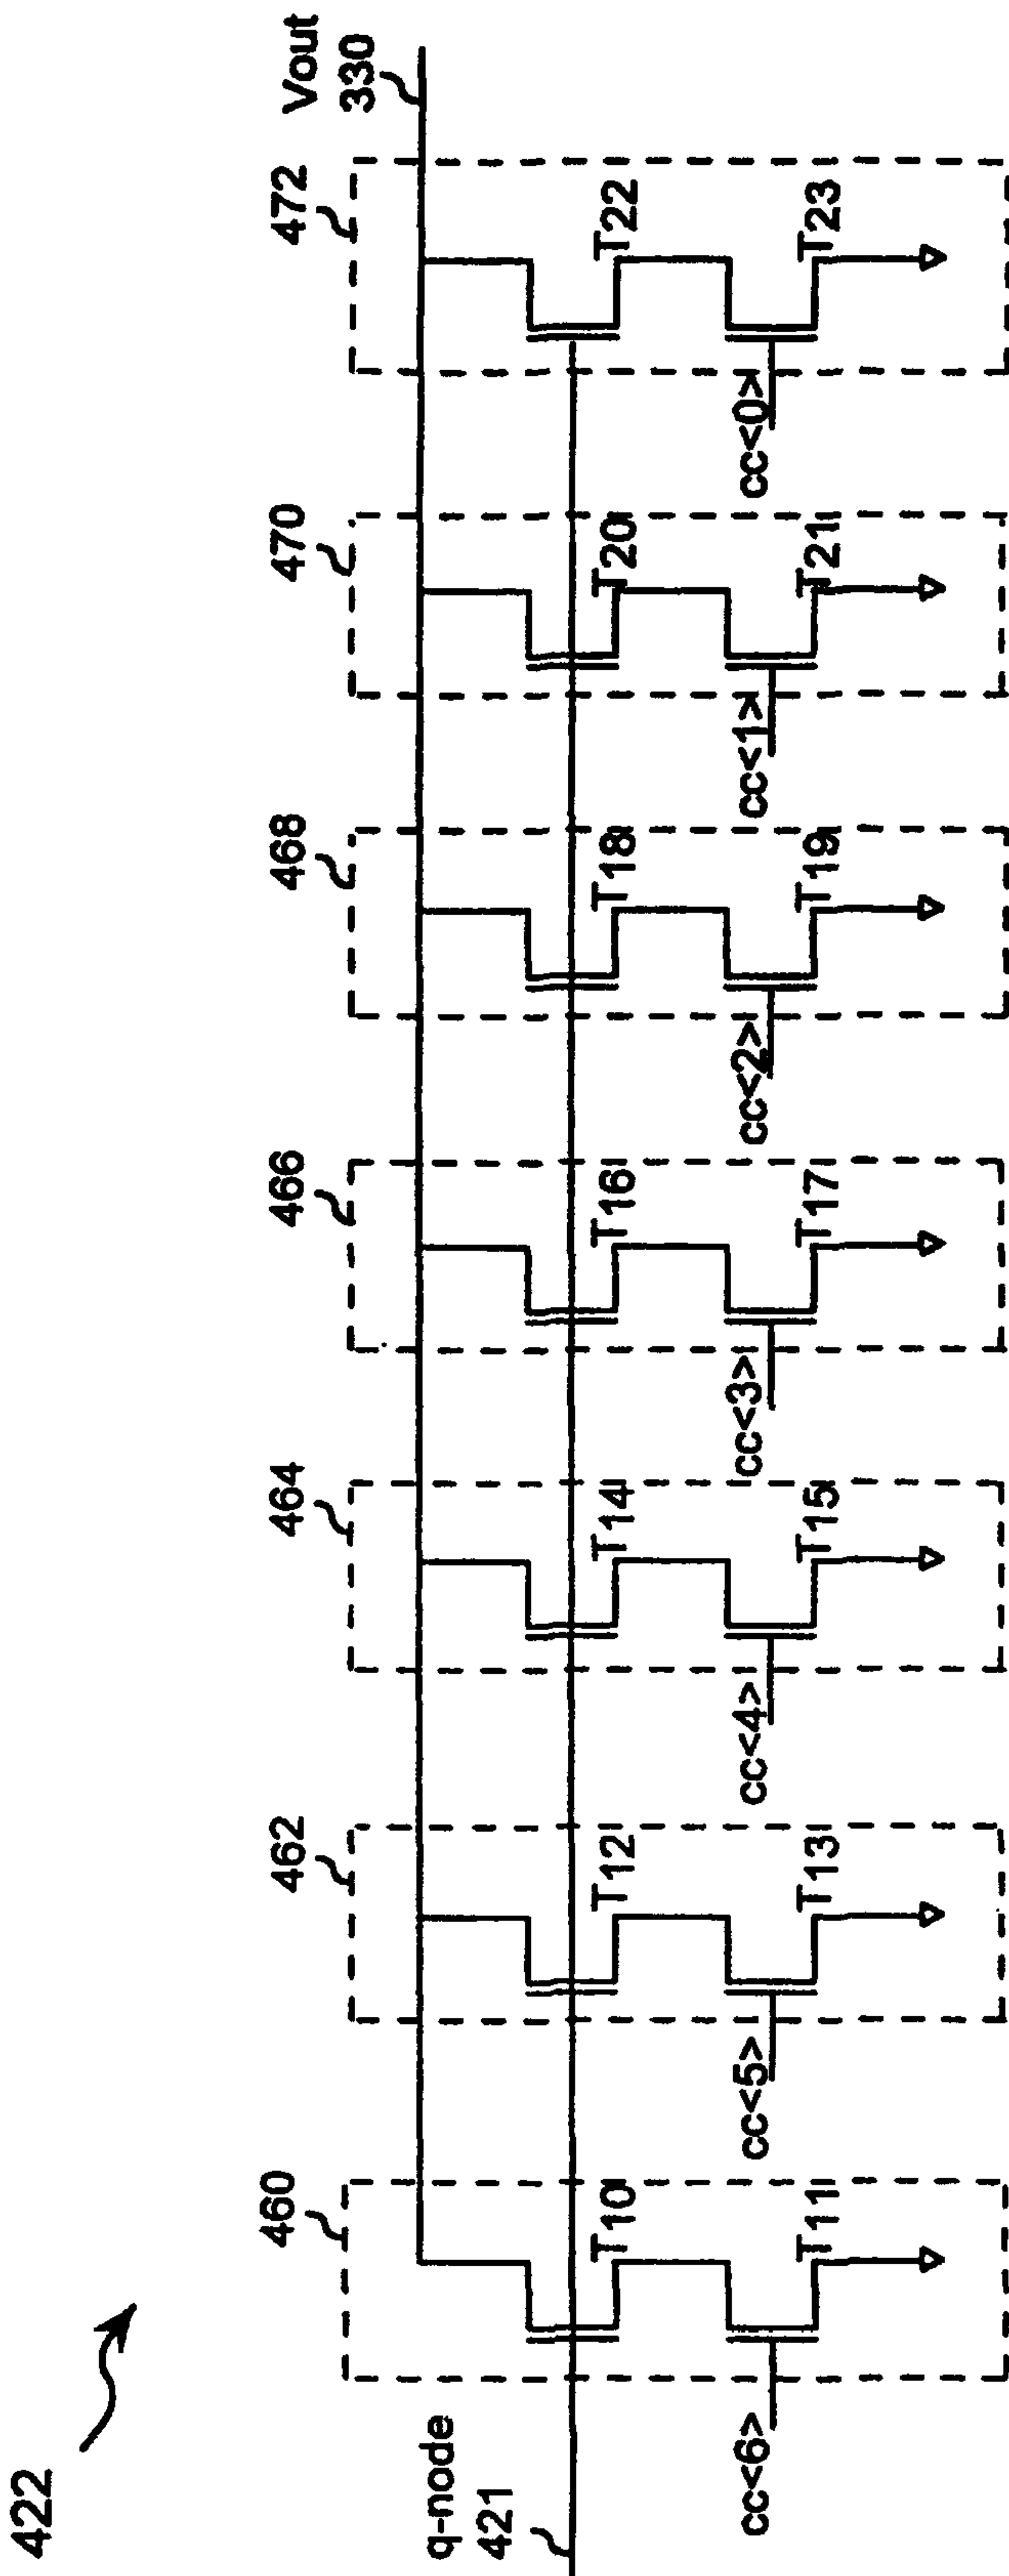 422
Vout
330
460
462
464
466
468
470
472
q-node
421
T10
T12
T14
T16
T18
T20
T22
cc<6>
cc<5>
cc<4>
cc<3>
cc<2>
cc<1>
cc<0>
T11
T13
T15
T17
T19
T21
T23